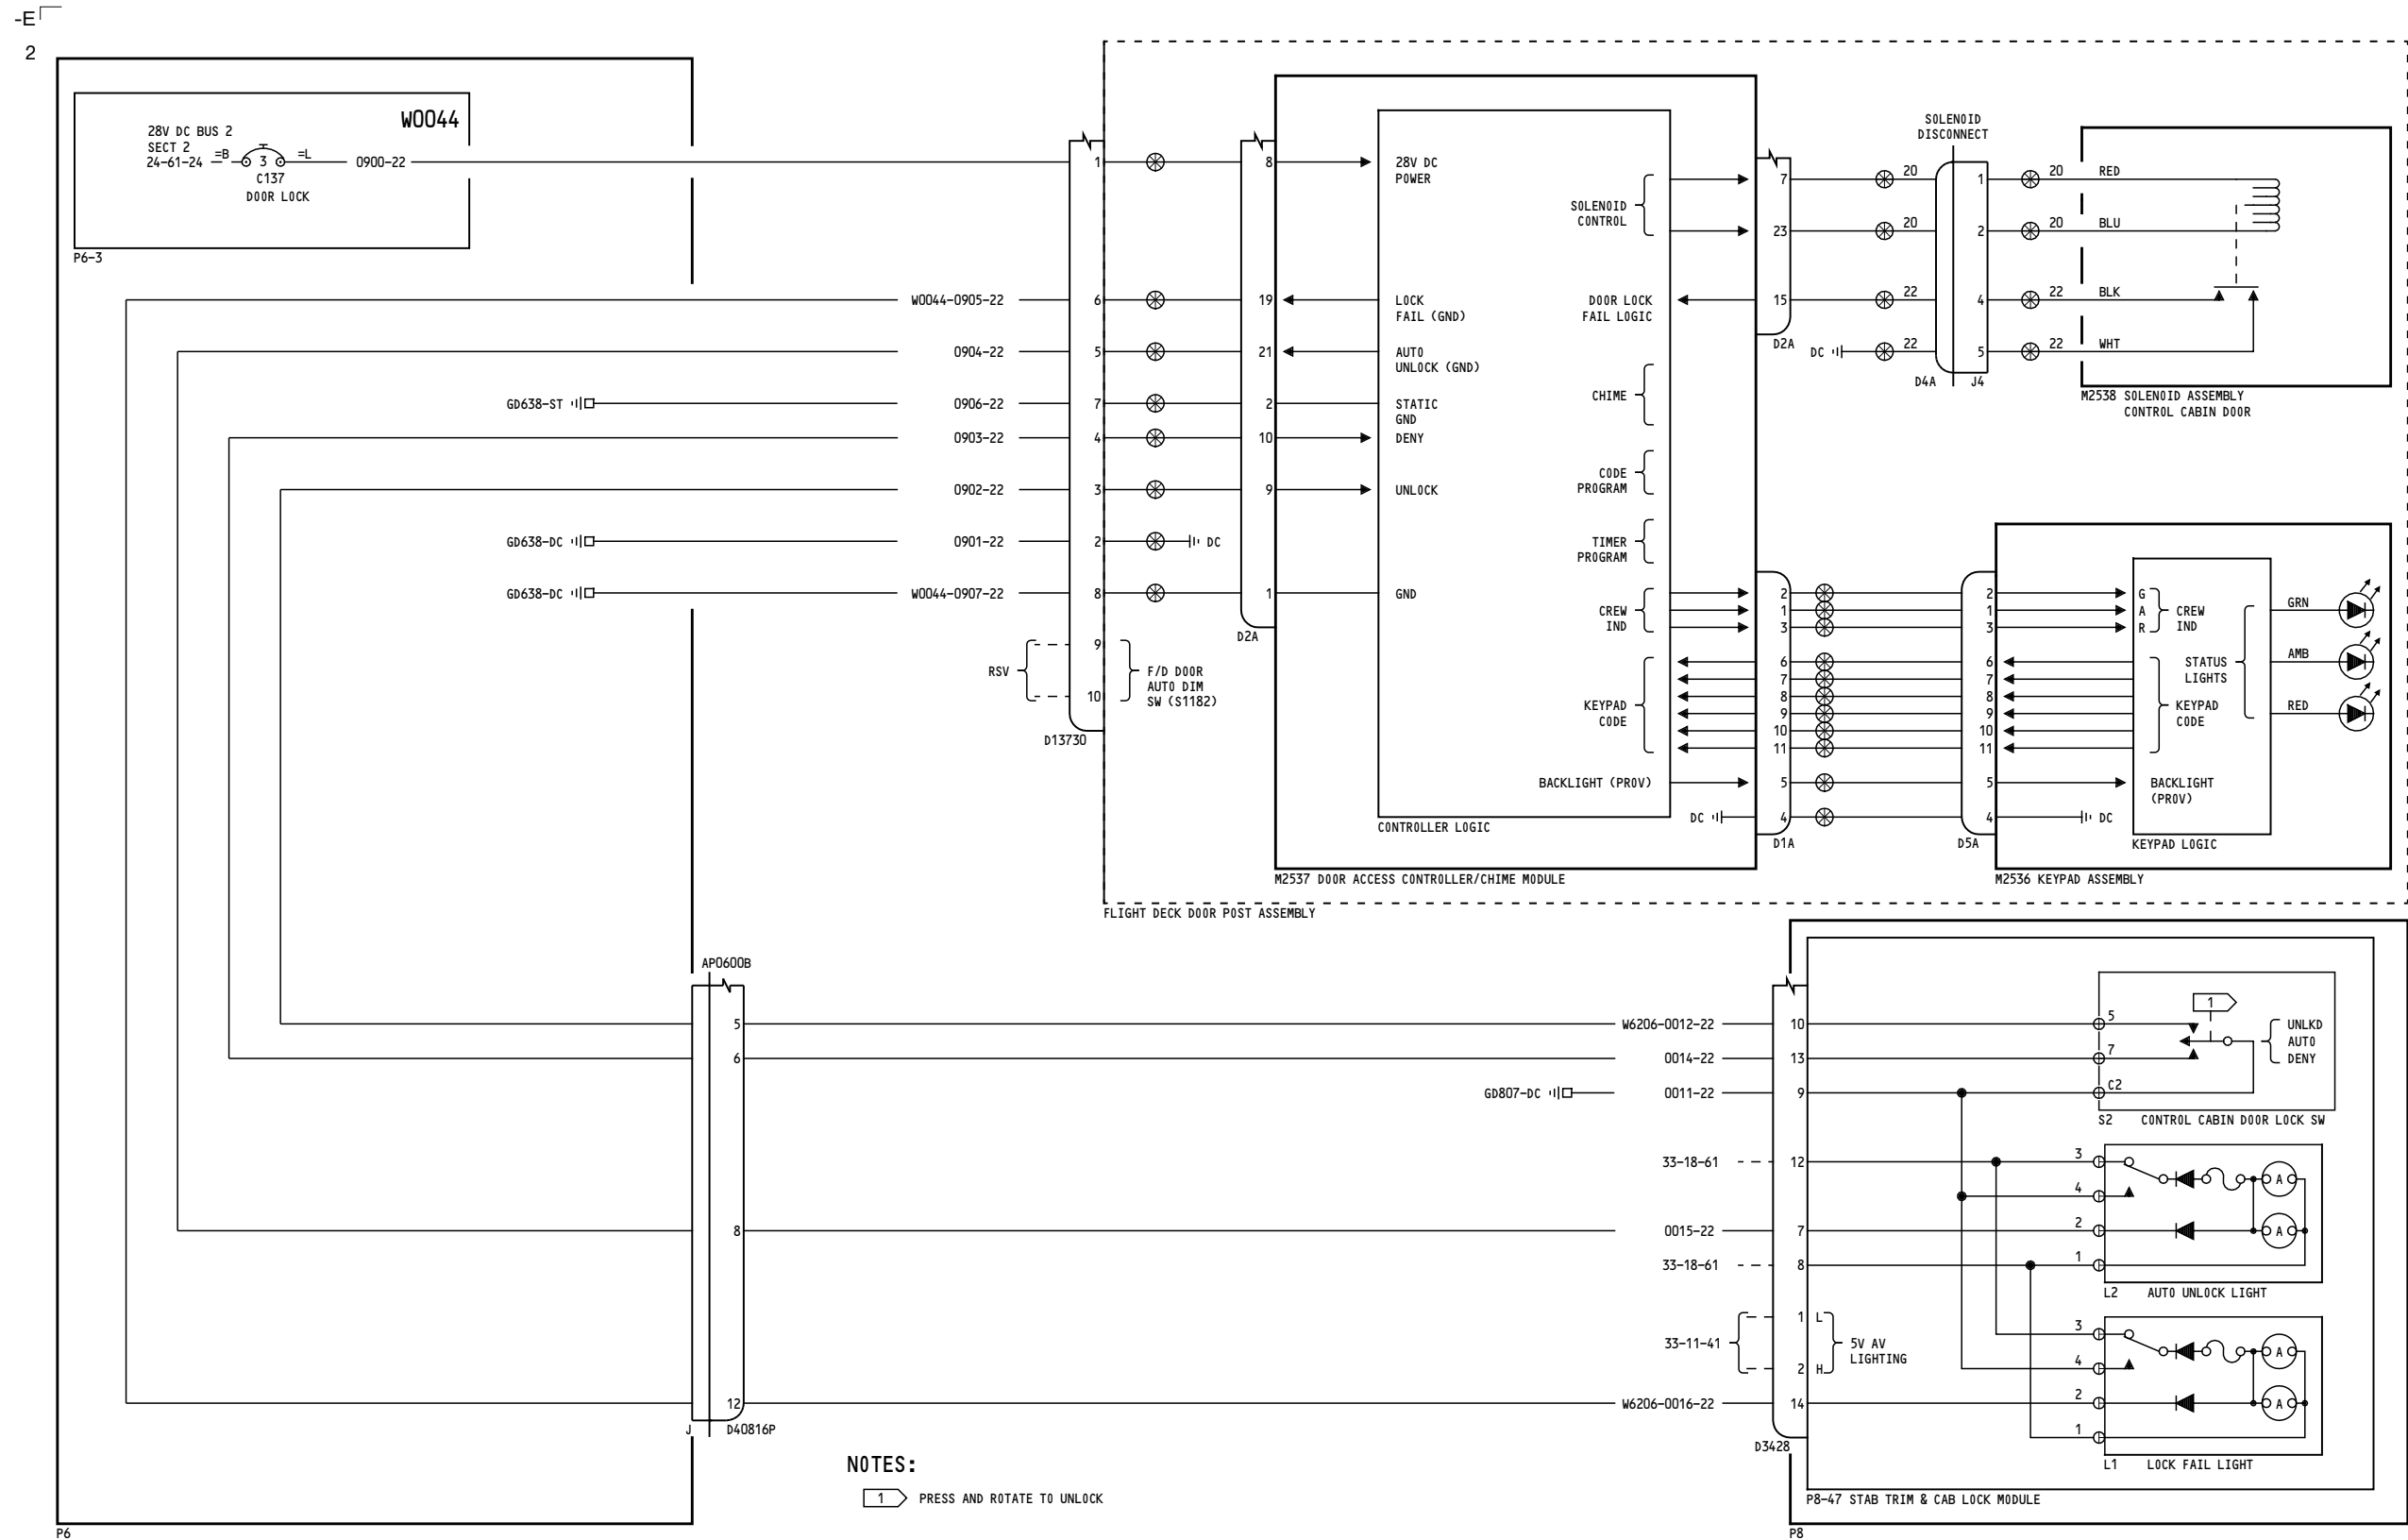 -E
2
W0044
28V DC BUS 2
SECT 2
24-61-24
=B
3
=L
0900-22
C137
DOOR LOCK
P6-3
W0044-0905-22
0904-22
GD638-ST
0906-22
0903-22
0902-22
GD638-DC
0901-22
GD638-DC
W0044-0907-22
RSV
1
6
5
7
4
3
2
8
9
10
D13730
F/D DOOR
AUTO DIM
SW (S1182)
DC
8
19
21
2
10
9
1
D2A
28V DC
POWER
LOCK
FAIL (GND)
AUTO
UNLOCK (GND)
STATIC
GND
DENY
UNLOCK
GND
SOLENOID
CONTROL
DOOR LOCK
FAIL LOGIC
CHIME
CODE
PROGRAM
TIMER
PROGRAM
CREW
IND
KEYPAD
CODE
BACKLIGHT (PROV)
DC
CONTROLLER LOGIC
M2537 DOOR ACCESS CONTROLLER/CHIME MODULE
FLIGHT DECK DOOR POST ASSEMBLY
7
23
15
D2A
20
20
22
DC
22
SOLENOID
DISCONNECT
1
2
4
5
D4A
J4
20
RED
20
BLU
22
BLK
22
WHT
M2538 SOLENOID ASSEMBLY
CONTROL CABIN DOOR
2
1
3
6
7
8
9
10
11
5
4
D1A
2
1
3
6
7
8
9
10
11
5
4
D5A
G
A
R
CREW
IND
STATUS
LIGHTS
KEYPAD
CODE
BACKLIGHT
(PROV)
DC
KEYPAD LOGIC
GRN
AMB
RED
M2536 KEYPAD ASSEMBLY
AP0600B
5
6
8
12
J
D40816P
W6206-0012-22
0014-22
GD807-DC
0011-22
33-18-61
0015-22
33-18-61
33-11-41
W6206-0016-22
10
13
9
12
7
8
1
2
14
D3428
L
H
5V AV
LIGHTING
5
7
C2
1
UNLKD
AUTO
DENY
S2
CONTROL CABIN DOOR LOCK SW
3
4
2
1
A
A
L2
AUTO UNLOCK LIGHT
3
4
2
1
A
A
L1
LOCK FAIL LIGHT
P8-47 STAB TRIM & CAB LOCK MODULE
P8
NOTES:
1
PRESS AND ROTATE TO UNLOCK
P6